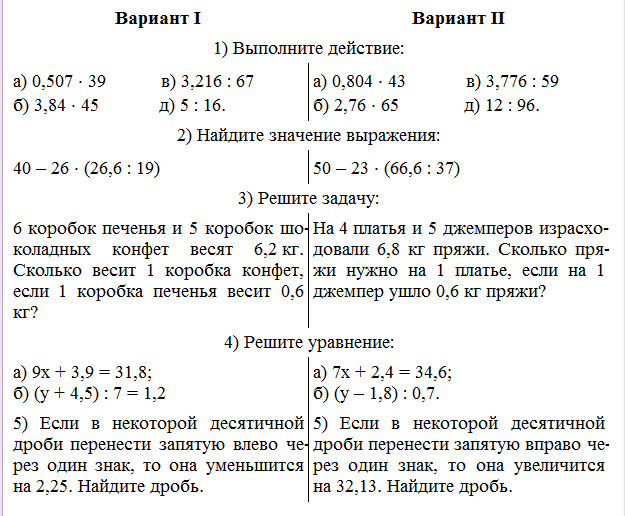 Вариант I
Вариант II
1) Выполните действие:
а) 0,507 · 39 в) 3,216 : 67
б) 3,84 · 45 д) 5 : 16.
а) 0,804 · 43 в) 3,776 : 59
б) 2,76 · 65 д) 12 : 96.
2) Найдите значение выражения:
40 – 26 · (26,6 : 19)
50 – 23 · (66,6 : 37)
3) Решите задачу:
6 коробок печенья и 5 коробок шо-
коладных конфет весят 6,2 кг.
Сколько весит 1 коробка конфет,
если 1 коробка печенья весит 0,6
кг?
На 4 платья и 5 джемперов израсхо-
довали 6,8 кг пряжи. Сколько пря-
жи нужно на 1 платье, если на 1
джемпер ушло 0,6 кг пряжи?
4) Решите уравнение:
а) 9х + 3,9 = 31,8;
б) (у + 4,5) : 7 = 1,2
а) 7х + 2,4 = 34,6;
б) (у – 1,8) : 0,7.
5) Если в некоторой десятичной
дроби перенести запятую влево че-
рез один знак, то она уменьшится
на 2,25. Найдите дробь.
5) Если в некоторой десятичной
дроби перенести запятую вправо че-
рез один знак, то она увеличится
на 32,13. Найдите дробь.